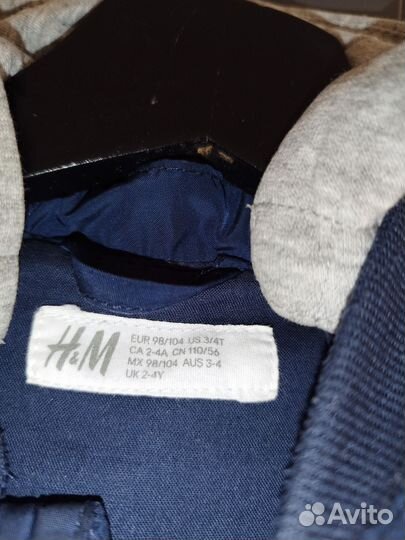 H&M
EUR 98/104 US 3/4T
CA 2-4A CN 110/56
MX 98/104 AUS 3-4
UK 2-4Y
Avito